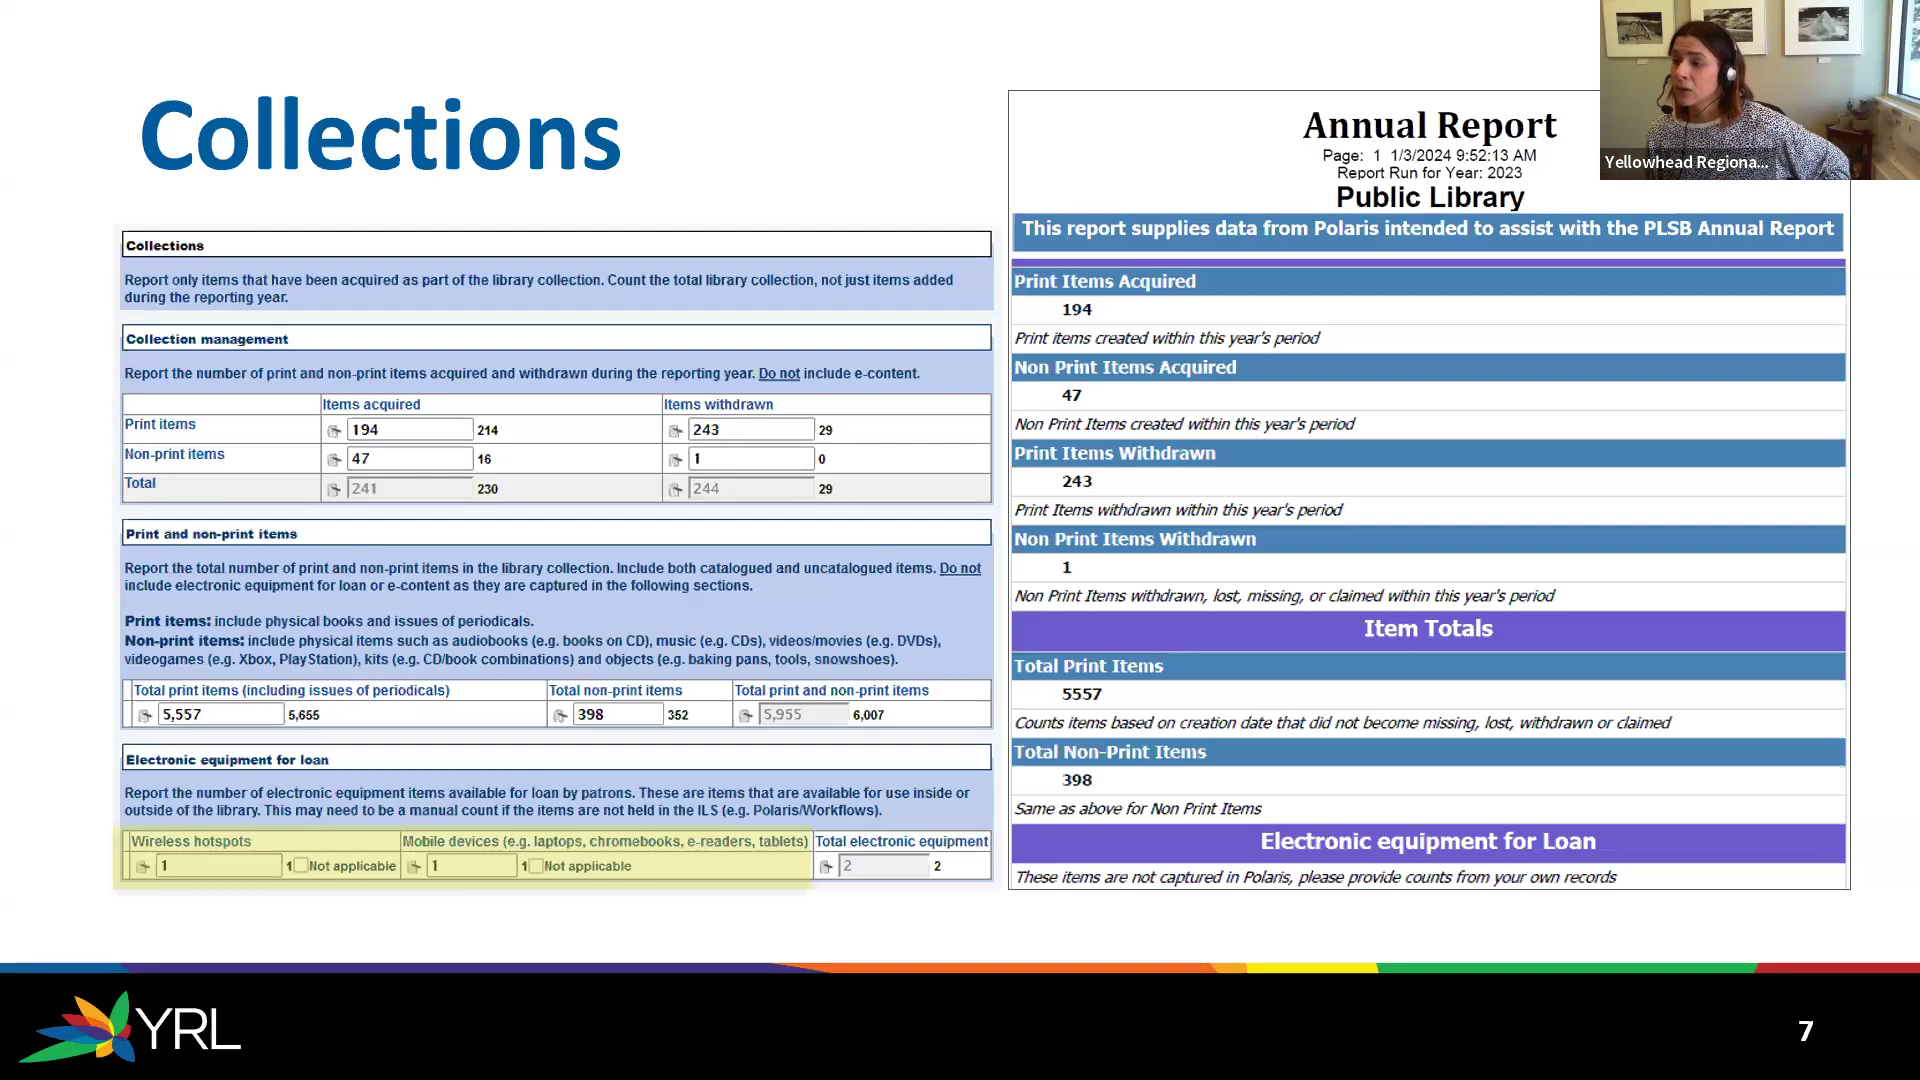 Collections
Collections
Report only items that have been acquired as part of the library collection. Count the total library collection, not just items added
during the reporting year.
Collection management
Report the number of print and non-print items acquired and withdrawn during the reporting year. Do not include e-content.
Items acquired Items withdrawn
Print items 194 214 243 29
Non-print items 47 16 1 0
Total 241 230 244 29
Print and non-print items
Report the total number of print and non-print items in the library collection. Include both catalogued and uncatalogued items. Do not
include electronic equipment for loan or e-content as they are captured in the following sections.
Print items: include physical books and issues of periodicals.
Non-print items: include physical items such as audiobooks (e.g. books on CD), music (e.g. CDs), videos/movies (e.g. DVDs),
videogames (e.g. Xbox, PlayStation), kits (e.g. CD/book combinations) and objects (e.g. baking pans, tools, snowshoes).
Total print items (including issues of periodicals) Total non-print items Total print and non-print items
5,557 5,655 398 352 5,955 6,007
Electronic equipment for loan
Report the number of electronic equipment items available for loan by patrons. These are items that are available for use inside or
outside of the library. This may need to be a manual count if the items are not held in the ILS (e.g. Polaris/Workflows).
Wireless hotspots Mobile devices (e.g. laptops, chromebooks, e-readers, tablets) Total electronic equipment
1 1 Not applicable 1 1 Not applicable 2 2
Annual Report
Page: 1 1/3/2024 9:52:13 AM
Report Run for Year: 2023
Public Library
This report supplies data from Polaris intended to assist with the PLSB Annual Report
Print Items Acquired
194
Print items created within this year's period
Non Print Items Acquired
47
Non Print Items created within this year's period
Print Items Withdrawn
243
Print Items withdrawn within this year's period
Non Print Items Withdrawn
1
Non Print Items withdrawn, lost, missing, or claimed within this year's period
Item Totals
Total Print Items
5557
Counts items based on creation date that did not become missing, lost, withdrawn or claimed
Total Non-Print Items
398
Same as above for Non Print Items
Electronic equipment for Loan
These items are not captured in Polaris, please provide counts from your own records
Yellowhead Regiona...
YRL
7